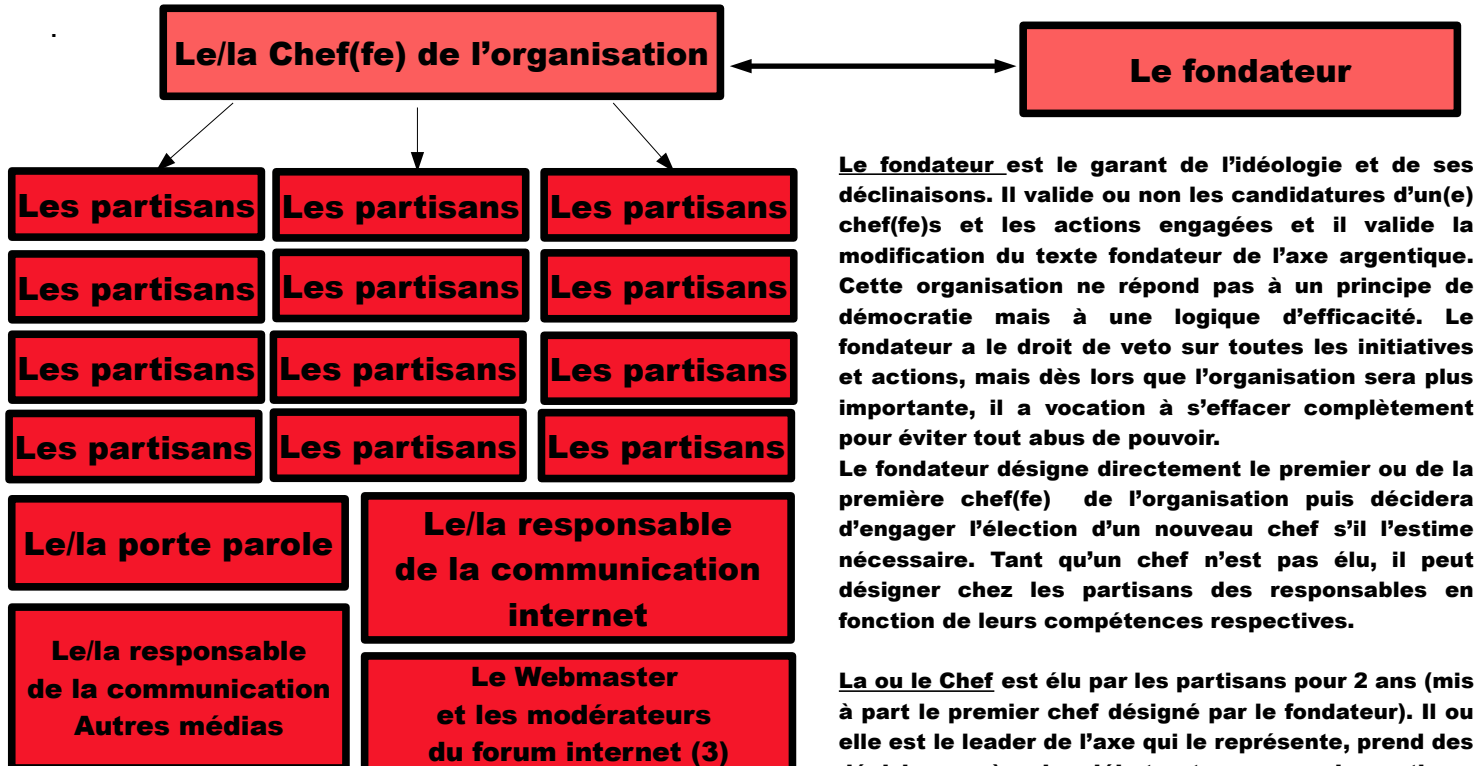 Le/la Chef(fe) de l’organisation
Le fondateur
Les partisans Les partisans Les partisans
Les partisans Les partisans Les partisans
Les partisans Les partisans Les partisans
Les partisans Les partisans Les partisans
Le/la porte parole
Le/la responsable
de la communication
internet
Le/la responsable
de la communication
Autres médias
Le Webmaster
et les modérateurs
du forum internet (3)
Le fondateur est le garant de l’idéologie et de ses
déclinaisons. Il valide ou non les candidatures d’un(e)
chef(fe)s et les actions engagées et il valide la
modification du texte fondateur de l’axe argentique.
Cette organisation ne répond pas à un principe de
démocratie mais à une logique d’efficacité. Le
fondateur a le droit de veto sur toutes les initiatives
et actions, mais dès lors que l’organisation sera plus
importante, il a vocation à s’effacer complètement
pour éviter tout abus de pouvoir.
Le fondateur désigne directement le premier ou de la
première chef(fe) de l’organisation puis décidera
d’engager l’élection d’un nouveau chef s’il l’estime
nécessaire. Tant qu’un chef n’est pas élu, il peut
désigner chez les partisans des responsables en
fonction de leurs compétences respectives.
La ou le Chef est élu par les partisans pour 2 ans (mis
à part le premier chef désigné par le fondateur). Il ou
elle est le leader de l’axe qui le représente, prend des